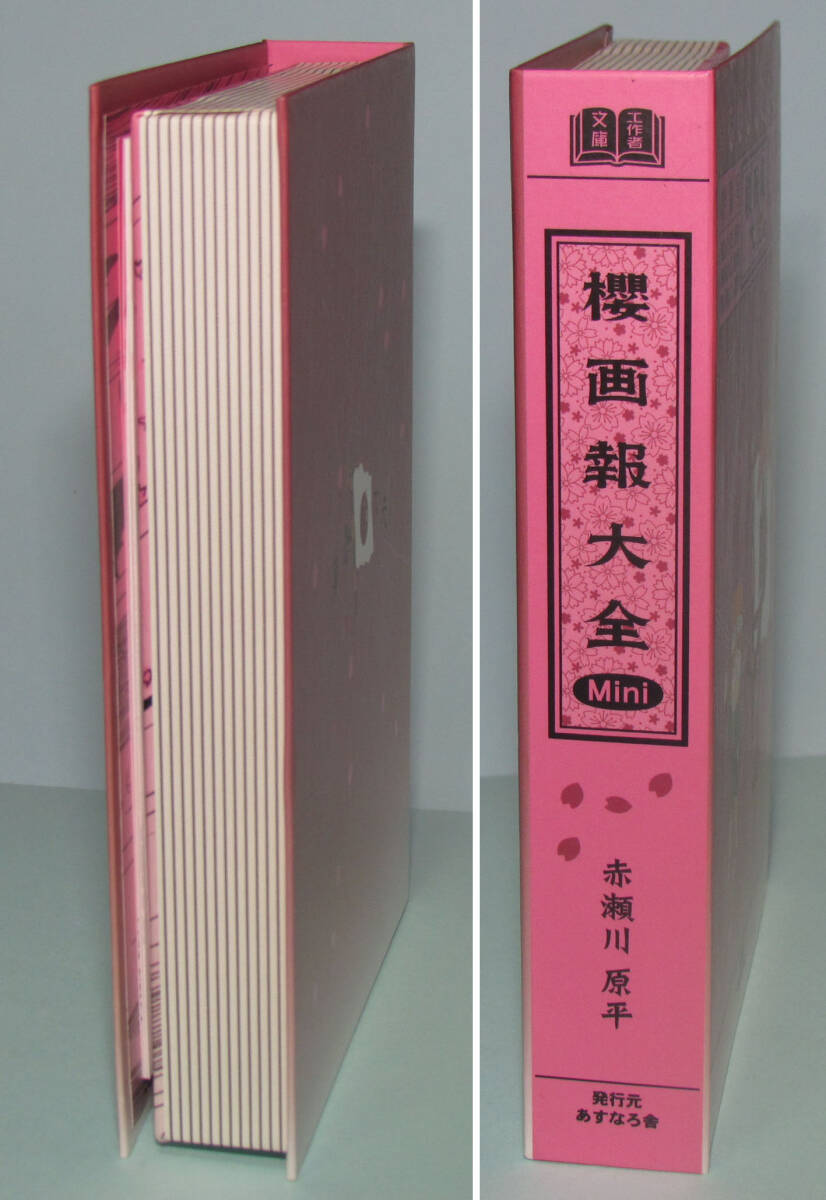 工作者
文庫
櫻画報大全
Mini
赤瀬川 原平
発行元
あすなろ舎